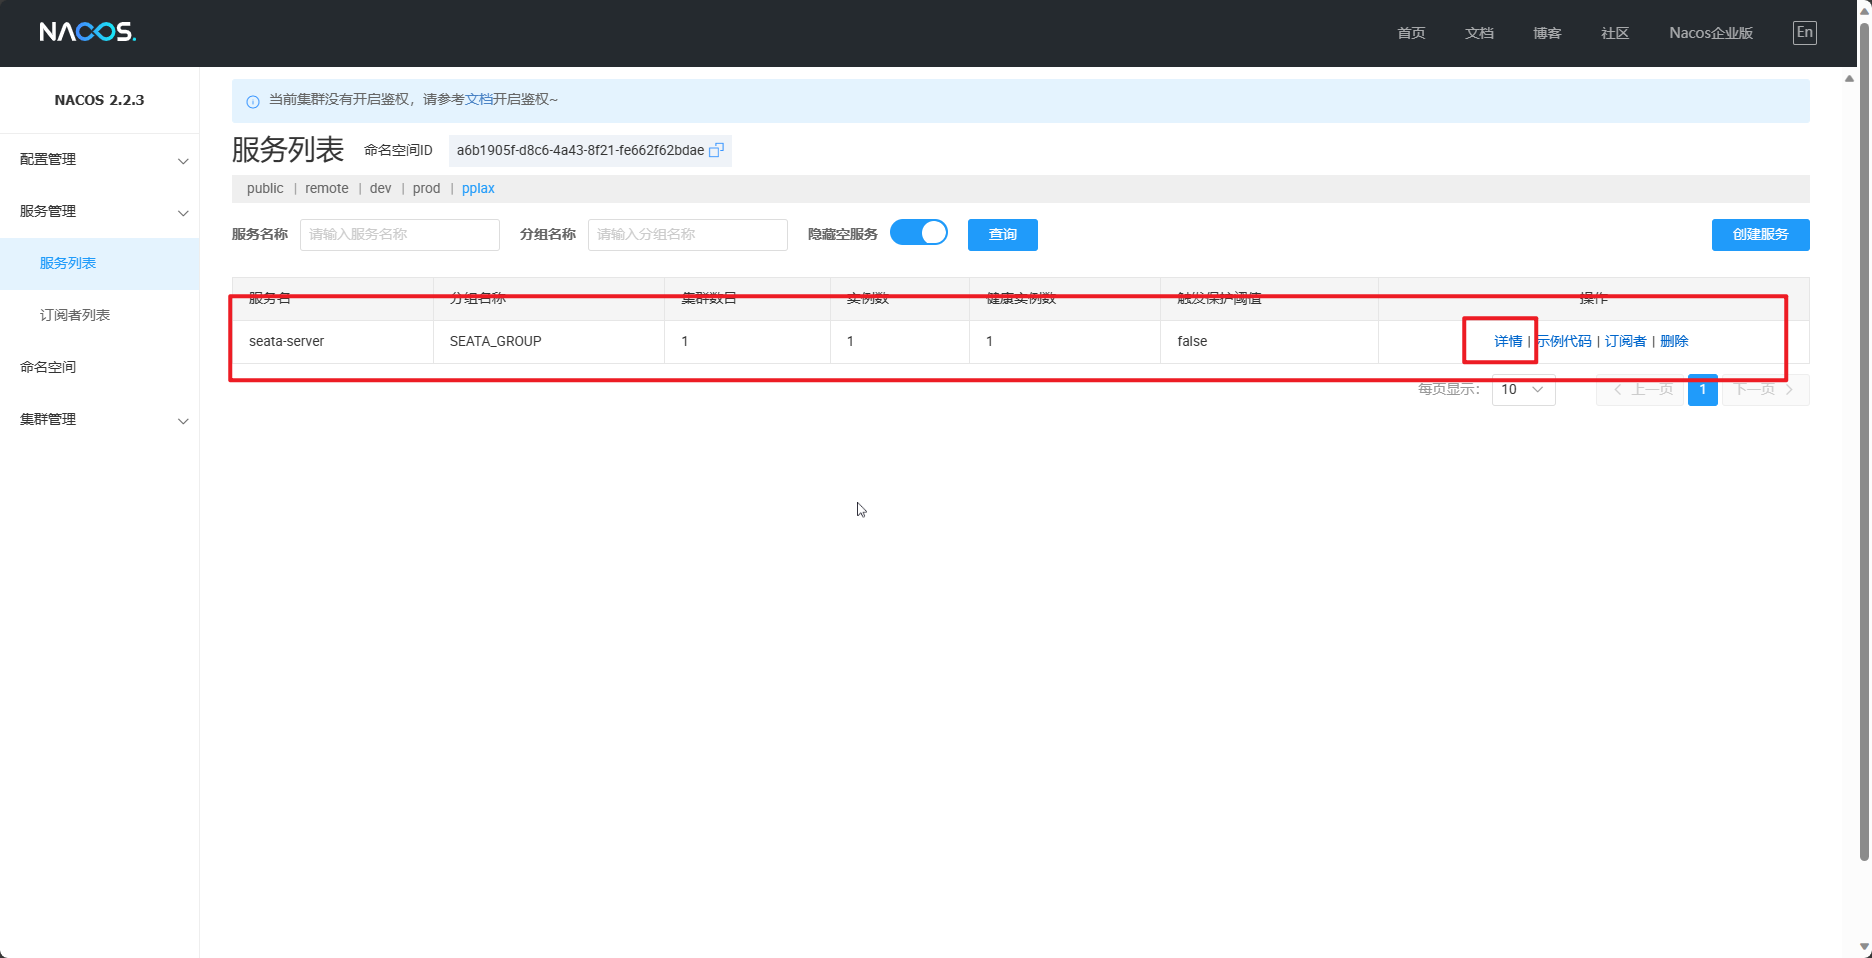 NACOS.
首页 文档 博客 社区 Nacos企业版 En
NACOS 2.2.3
配置管理
服务管理
服务列表
订阅者列表
命名空间
集群管理
当前集群没有开启鉴权，请参考文档开启鉴权~
服务列表 命名空间ID a6b1905f-d8c6-4a43-8f21-fe662f62bdae
public | remote | dev | prod | pplax
服务名称 请输入服务名称 分组名称 请输入分组名称 隐藏空服务 查询 创建服务
服务名 分组名称 集群数目 实例数 健康实例数 触发保护阈值 操作
seata-server SEATA_GROUP 1 1 1 false 详情 | 示例代码 | 订阅者 | 删除
每页显示: 10 上一页 1 下一页